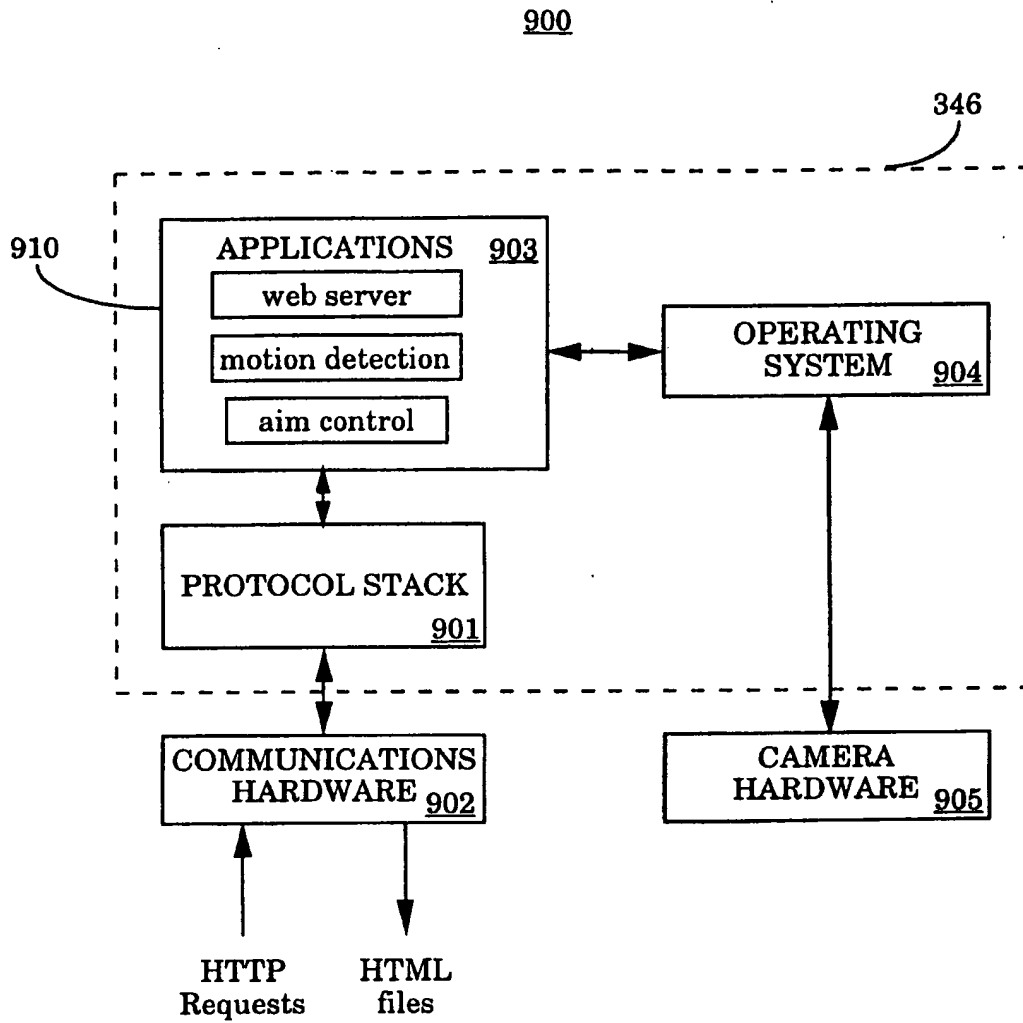 900
346
910
APPLICATIONS 903
web server
motion detection
aim control
OPERATING
SYSTEM 904
PROTOCOL STACK
901
COMMUNICATIONS
HARDWARE 902
CAMERA
HARDWARE 905
HTTP
Requests
HTML
files